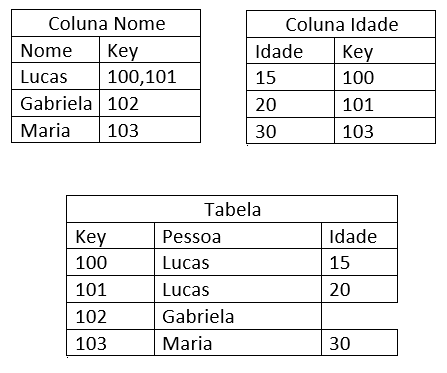 Coluna Nome
Nome Key
Lucas 100,101
Gabriela 102
Maria 103
Coluna Idade
Idade Key
15 100
20 101
30 103
Tabela
Key Pessoa Idade
100 Lucas 15
101 Lucas 20
102 Gabriela
103 Maria 30